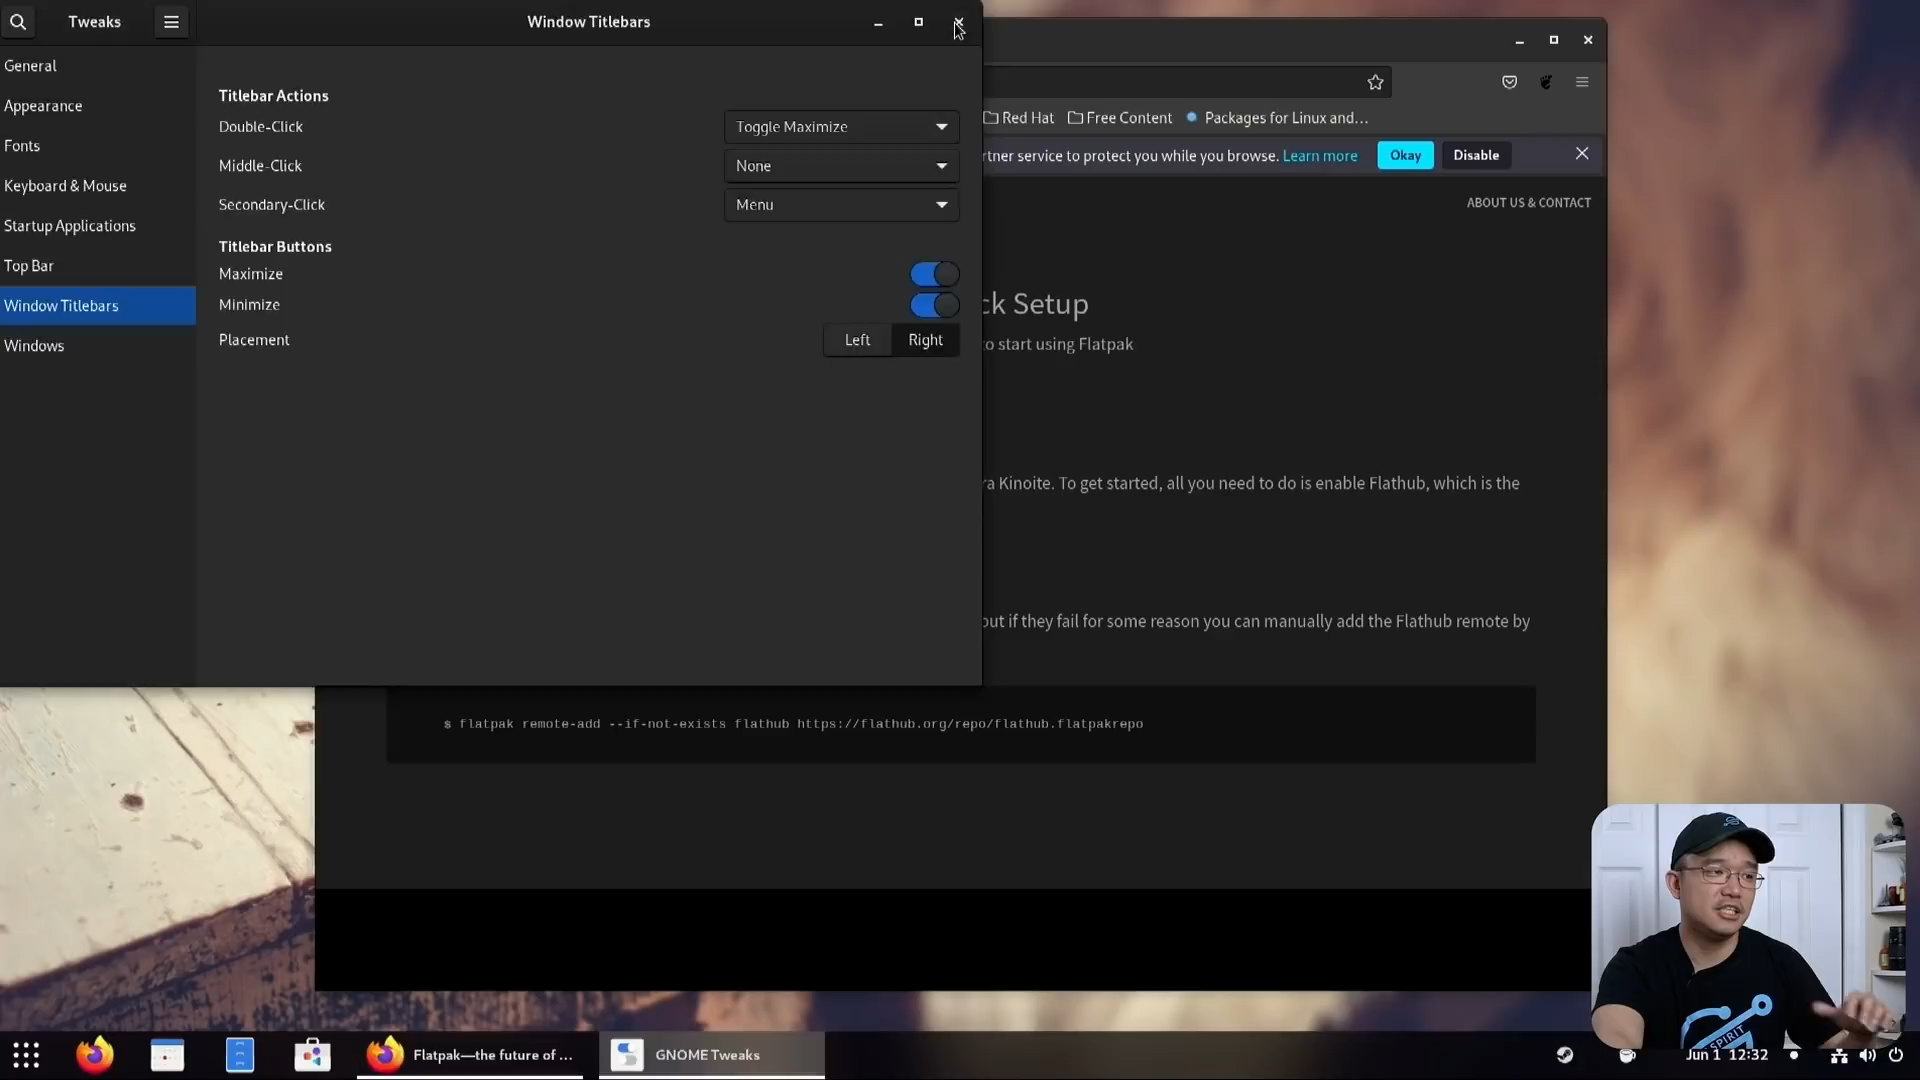 Tweaks
Window Titlebars
General
Appearance
Fonts
Keyboard & Mouse
Startup Applications
Top Bar
Window Titlebars
Windows
Titlebar Actions
Double-Click
Toggle Maximize
Middle-Click
None
Secondary-Click
Menu
Titlebar Buttons
Maximize
Minimize
Placement
Left
Right
Red Hat
Free Content
Packages for Linux and...
rtner service to protect you while you browse. Learn more
Okay
Disable
ABOUT US & CONTACT
ck Setup
to start using Flatpak
ra Kinoite. To get started, all you need to do is enable Flathub, which is the
but if they fail for some reason you can manually add the Flathub remote by
$ flatpak remote-add --if-not-exists flathub https://flathub.org/repo/flathub.flatpakrepo
SPIRIT
Flatpak—the future of ...
GNOME Tweaks
Jun 1 12:32